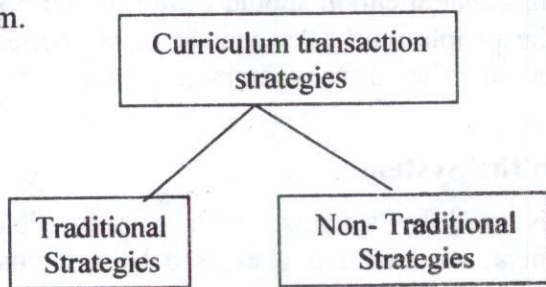 m.
Curriculum transaction
strategies
Traditional
Strategies
Non- Traditional
Strategies